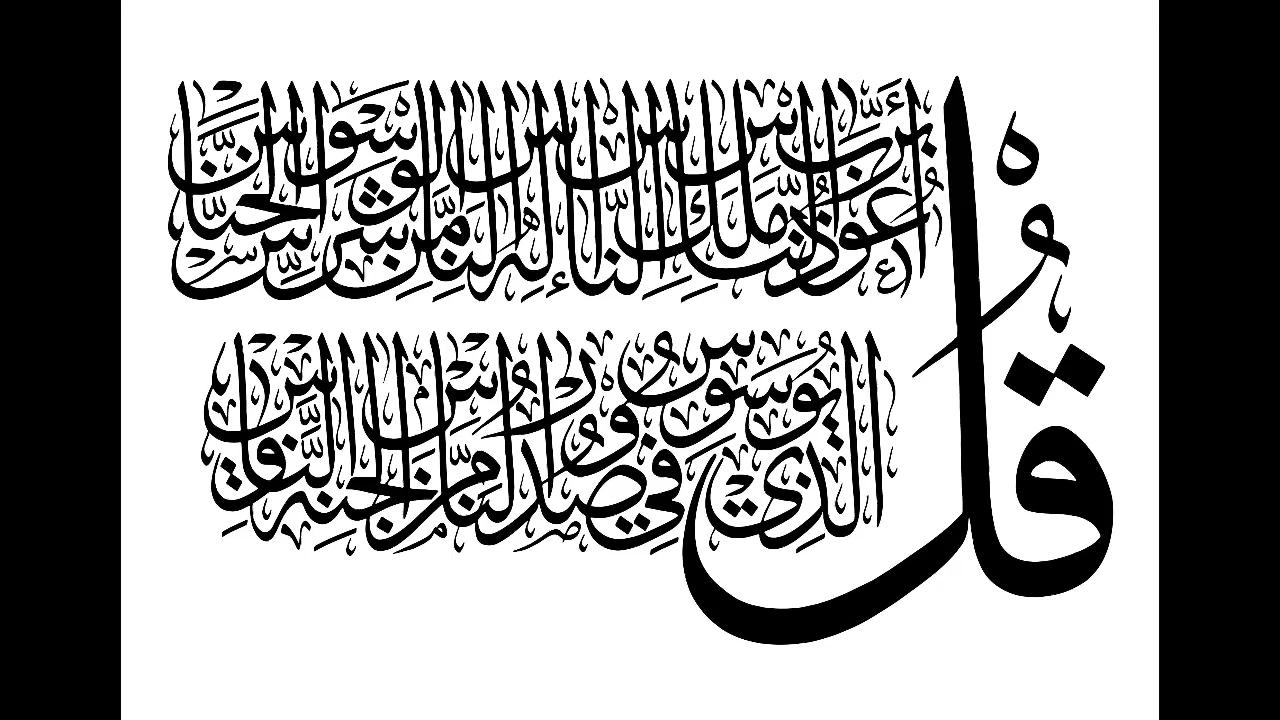 قُل أعوذ برب الناس ملك الناس إله الناس من شر الوسواس الخناس
الذي يوسوس في صدور الناس من الجنة والناس